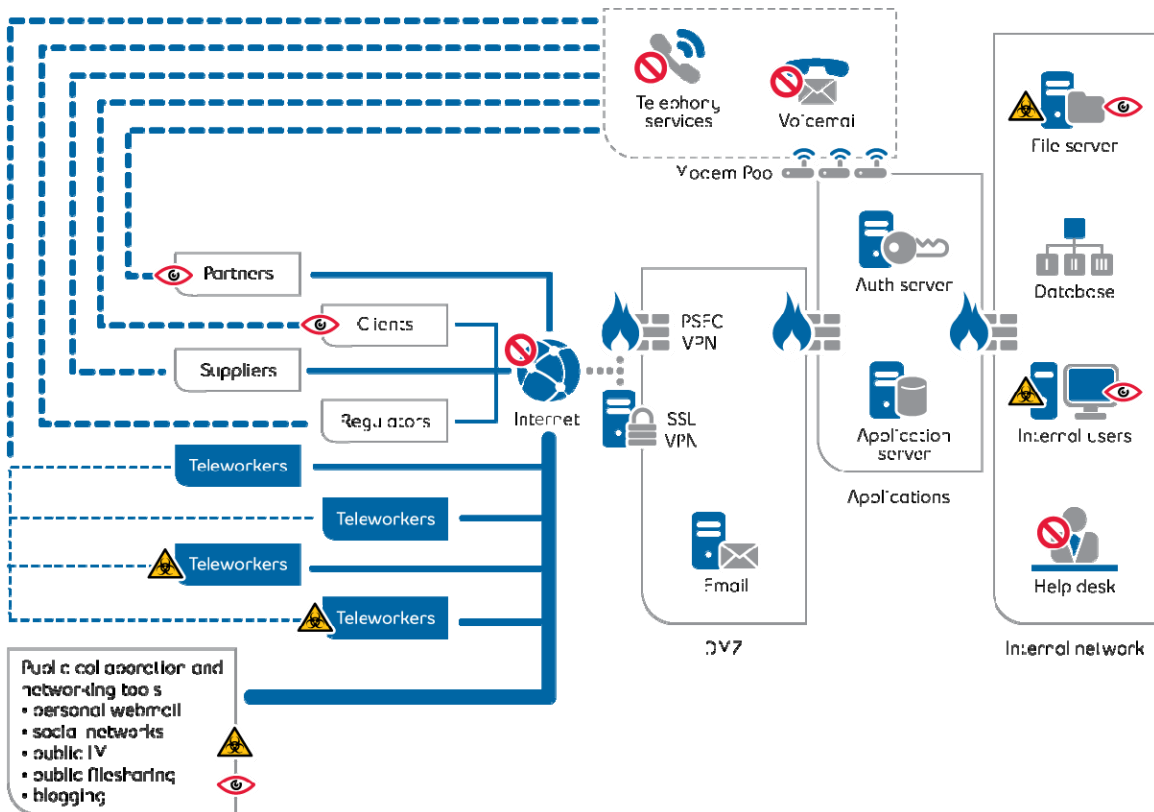 Telephony
services
Voicemail
Modem Pool
File server
Auth server
Database
Partners
Clients
Suppliers
Regulators
Internet
IPSEC
VPN
SSL
VPN
Application
server
Applications
Internal users
Teleworkers
Teleworkers
Teleworkers
Teleworkers
Email
DMZ
Help desk
Internal network
Public collaboration and
networking tools
• personal webmail
• social networks
• public IM
• public filesharing
• blogging